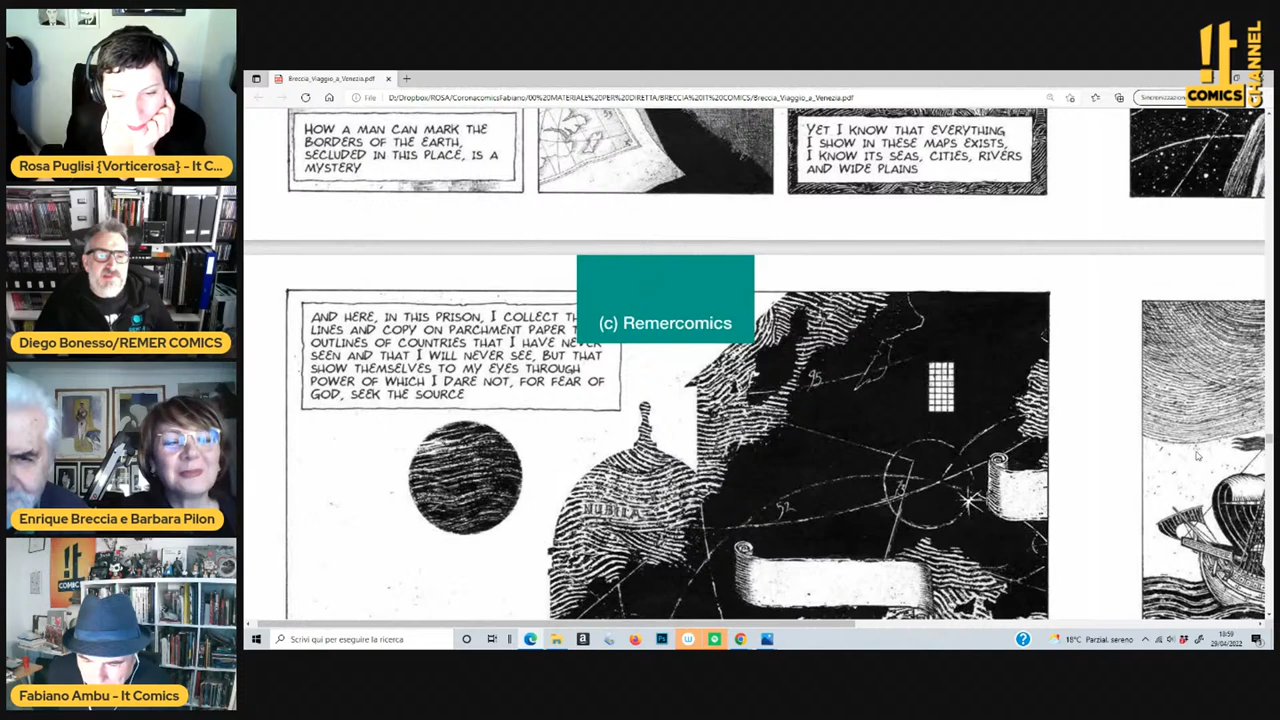 !t
COMICS
CHANNEL
Rosa Puglisi {Vorticerosa} - It C...
Diego Bonesso/REMER COMICS
Enrique Breccia e Barbara Pilon
Fabiano Ambu - It Comics
Breccia_Viaggio_a_Venezia.pdf
File
D:/Dropbox/ROSA/CoronacomicsFabiano/00%20MATERIALE%20PER%20DIRETTA/BRECCIA%20IT%20COMICS/Breccia_Viaggio_a_Venezia.pdf
Sincronizzazi
HOW A MAN CAN MARK THE
BORDERS OF THE EARTH,
SECLUDED IN THIS PLACE, IS A
MYSTERY
YET I KNOW THAT EVERYTHING
I SHOW IN THESE MAPS EXISTS,
I KNOW ITS SEAS, CITIES, RIVERS
AND WIDE PLAINS
(c) Remercomics
AND HERE, IN THIS PRISON, I COLLECT
LINES AND COPY ON PARCHMENT PAPER
OUTLINES OF COUNTRIES THAT I HAVE NEVER
SEEN AND THAT I WILL NEVER SEE, BUT THAT
SHOW THEMSELVES TO MY EYES THROUGH
POWER OF WHICH I DARE NOT, FOR FEAR OF
GOD, SEEK THE SOURCE
95
NUBILAE
92
Scrivi qui per eseguire la ricerca
18°C Parzial. sereno
18:59
29/04/2022